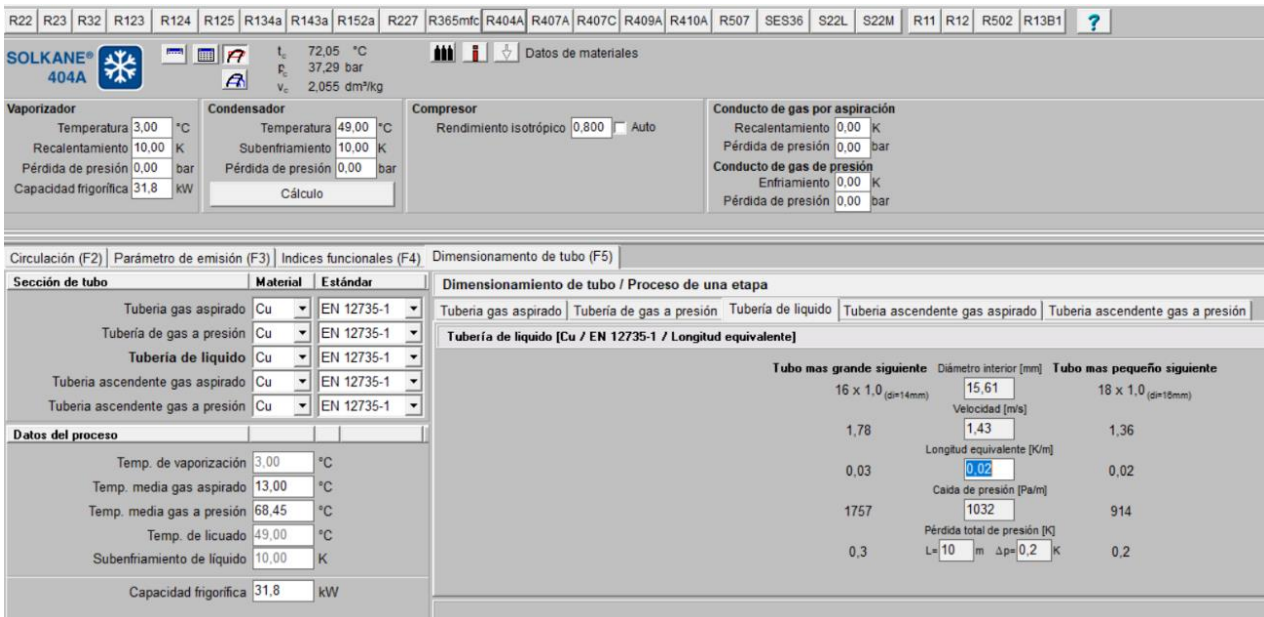 R22 R23 R32 R123 R124 R125 R134a R143a R152a R227 R365mfc R404A R407A R407C R409A R410A R507 SES36 S22L S22M R11 R12 R502 R13B1 ?
SOLKANE®
404A
tc 72,05 °C
pc 37,29 bar
vc 2,055 dm³/kg
Datos de materiales
Vaporizador
Temperatura 3,00 °C
Recalentamiento 10,00 K
Pérdida de presión 0,00 bar
Capacidad frigorífica 31,8 kW
Condensador
Temperatura 49,00 °C
Subenfriamiento 10,00 K
Pérdida de presión 0,00 bar
Cálculo
Compresor
Rendimiento isotrópico 0,800 Auto
Conducto de gas por aspiración
Recalentamiento 0,00 K
Pérdida de presión 0,00 bar
Conducto de gas de presión
Enfriamiento 0,00 K
Pérdida de presión 0,00 bar
Circulación (F2) Parámetro de emisión (F3) Indices funcionales (F4) Dimensionamento de tubo (F5)
Sección de tubo Material Estándar
Tuberia gas aspirado Cu EN 12735-1
Tubería de gas a presión Cu EN 12735-1
Tubería de liquido Cu EN 12735-1
Tuberia ascendente gas aspirado Cu EN 12735-1
Tuberia ascendente gas a presión Cu EN 12735-1
Datos del proceso
Temp. de vaporización 3,00 °C
Temp. media gas aspirado 13,00 °C
Temp. media gas a presión 68,45 °C
Temp. de licuado 49,00 °C
Subenfriamiento de líquido 10,00 K
Capacidad frigorífica 31,8 kW
Dimensionamiento de tubo / Proceso de una etapa
Tuberia gas aspirado Tubería de gas a presión Tubería de liquido Tuberia ascendente gas aspirado Tuberia ascendente gas a presión
Tubería de liquido [Cu / EN 12735-1 / Longitud equivalente]
Tubo mas grande siguiente Diámetro interior [mm] Tubo mas pequeño siguiente
16 x 1,0 (di=14mm) 15,61 18 x 1,0 (di=16mm)
Velocidad [m/s]
1,78 1,43 1,36
Longitud equivalente [K/m]
0,03 0,02 0,02
Caida de presión [Pa/m]
1757 1032 914
Pérdida total de presión [K]
0,3 L= 10 m Δp= 0,2 K 0,2